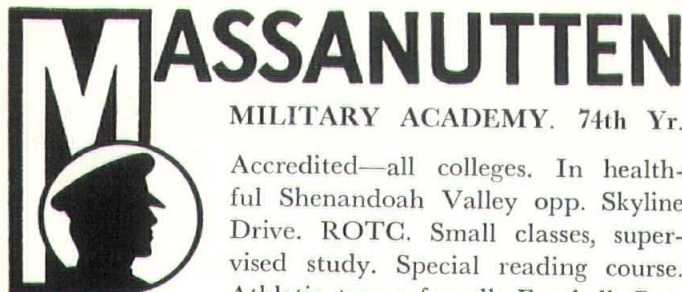 MASSANUTTEN
MILITARY ACADEMY. 74th Yr.
Accredited—all colleges. In health-
ful Shenandoah Valley opp. Skyline
Drive. ROTC. Small classes, super-
vised study. Special reading course.